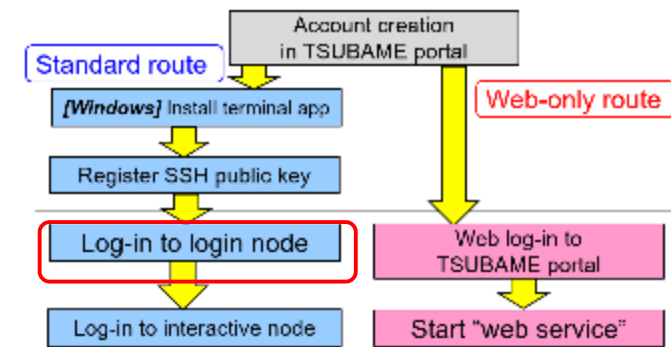 Account creation
in TSUBAME portal
Standard route
Web-only route
[Windows] Install terminal app
Register SSH public key
Log-in to login node
Web log-in to
TSUBAME portal
Log-in to interactive node
Start "web service"